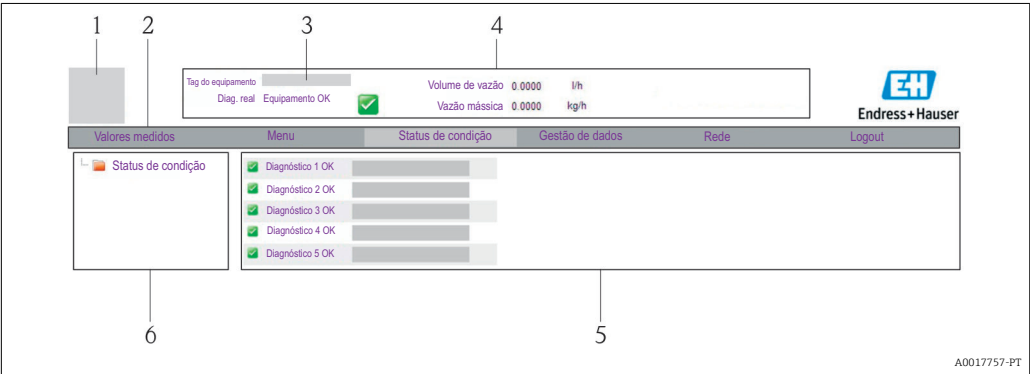 1 2 3 4
Tag do equipamento
Volume de vazão 0.0000 l/h
Diag. real Equipamento OK
Vazão mássica 0.0000 kg/h
EH
Endress+Hauser
Valores medidos Menu Status de condição Gestão de dados Rede Logout
Status de condição
Diagnóstico 1 OK
Diagnóstico 2 OK
Diagnóstico 3 OK
Diagnóstico 4 OK
Diagnóstico 5 OK
6 5
A0017757-PT